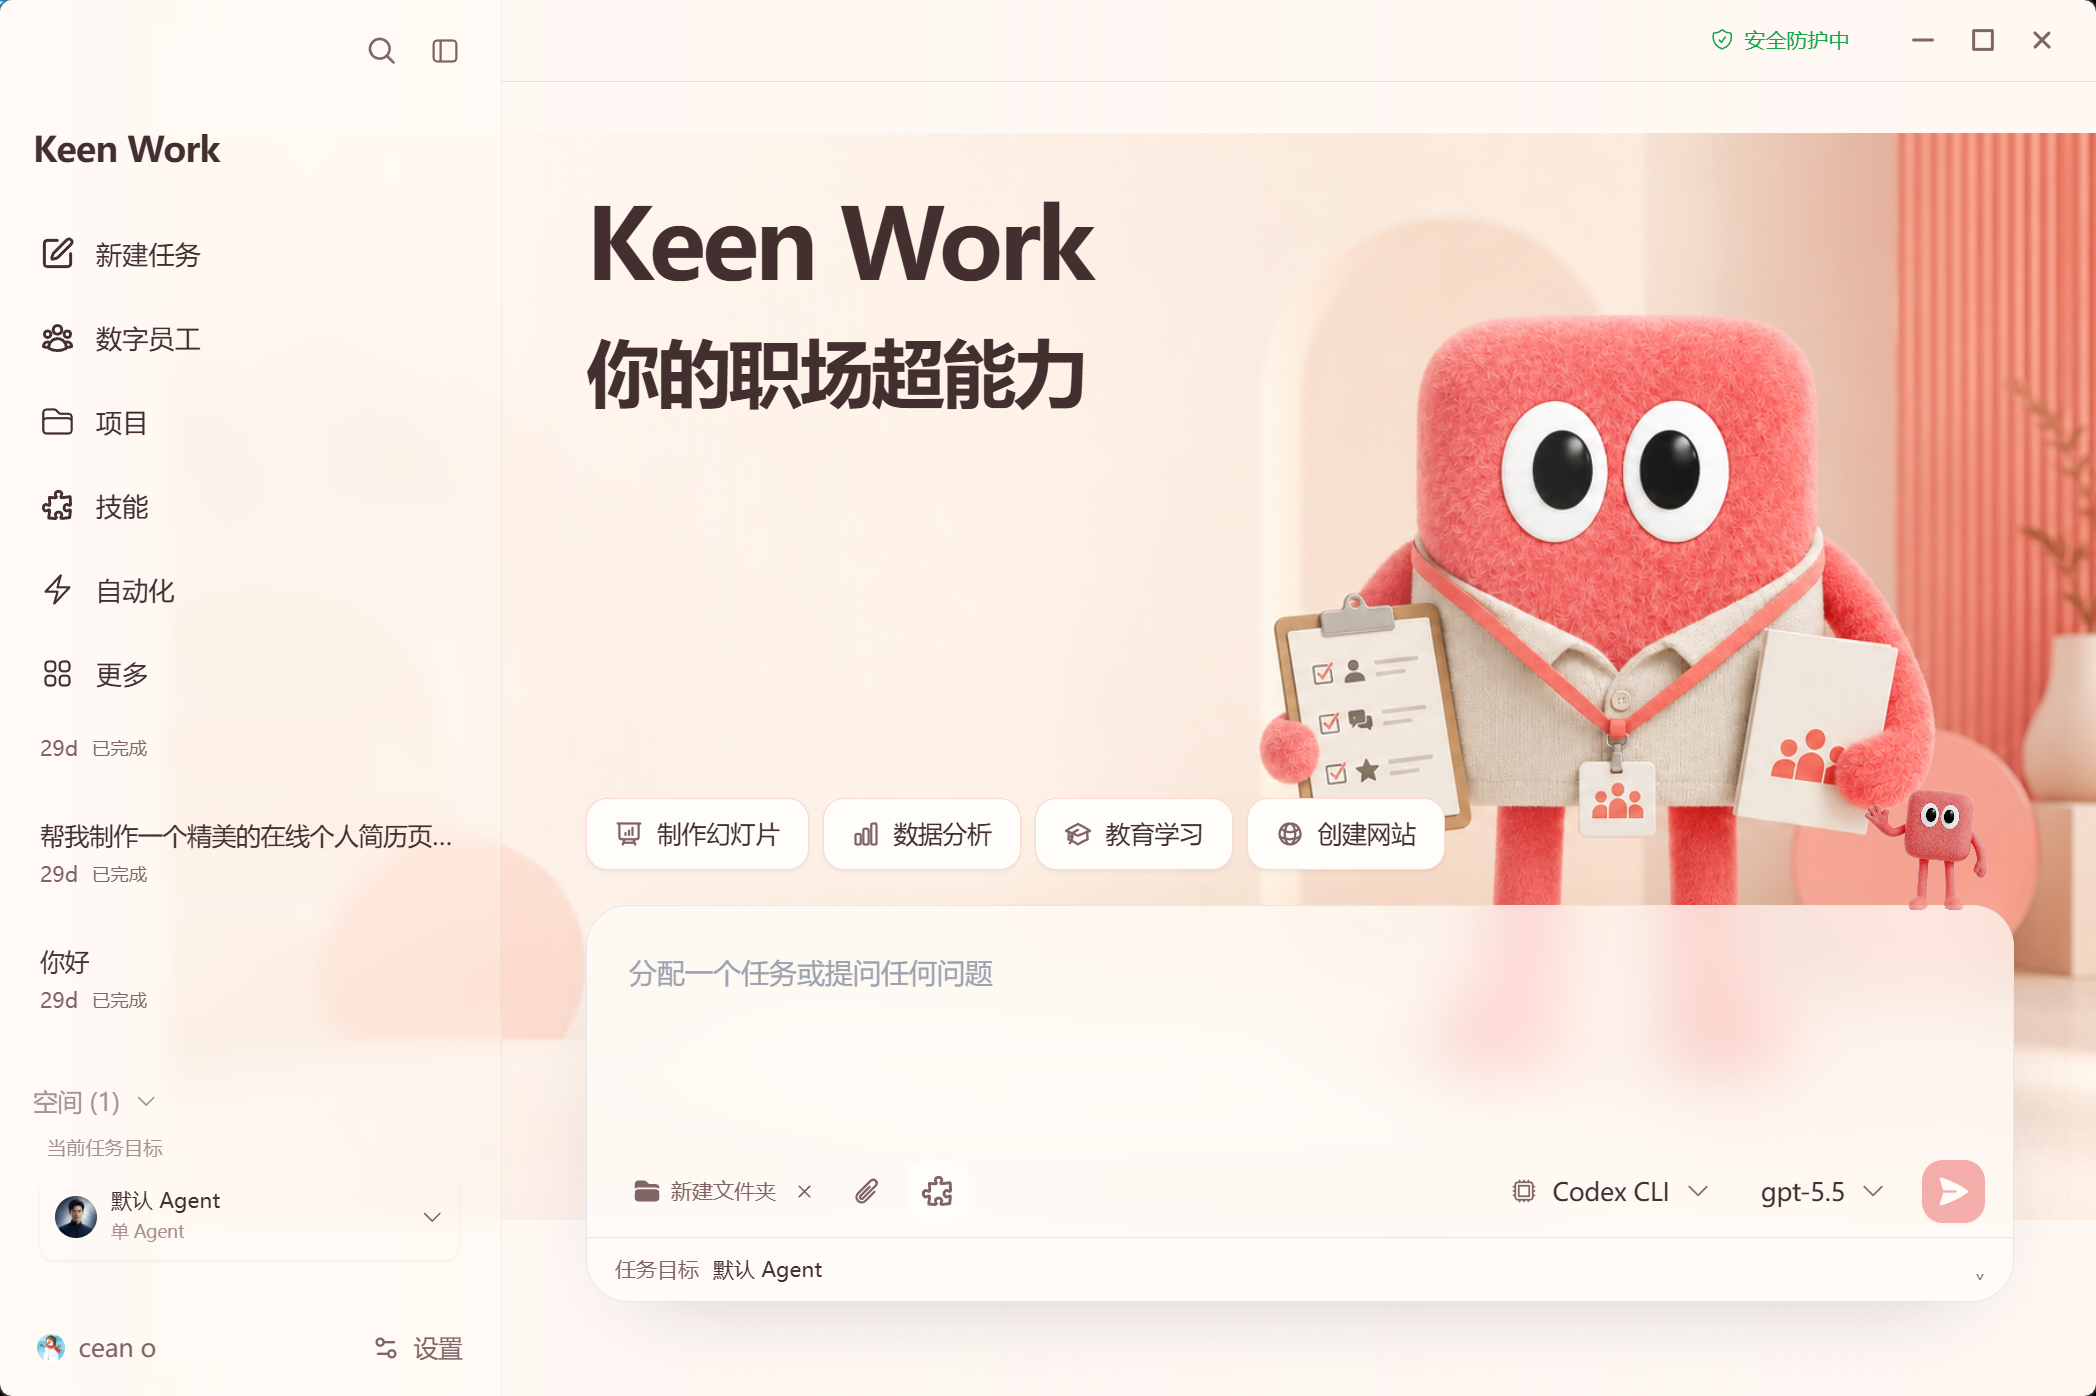 安全防护中
Keen Work
新建任务
数字员工
项目
技能
自动化
更多
29d 已完成
帮我制作一个精美的在线个人简历页...
29d 已完成
你好
29d 已完成
空间 (1)
当前任务目标
默认 Agent
单 Agent
cean o
设置
Keen Work
你的职场超能力
制作幻灯片
数据分析
教育学习
创建网站
分配一个任务或提问任何问题
新建文件夹
Codex CLI
gpt-5.5
任务目标 默认 Agent